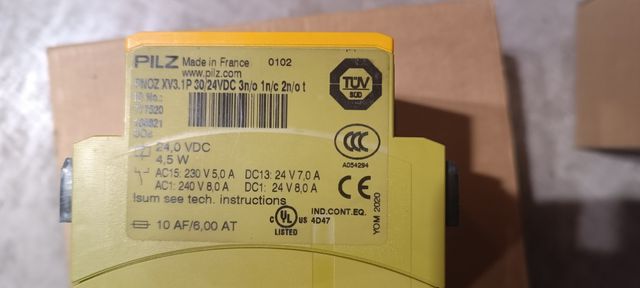 PILZ Made in France 0102
www.pilz.com
PNOZ XV3.1P 30/24VDC 3n/o 1n/c 2n/o t
TÜV
SÜD
24,0 VDC
4,5 W
CCC
A054294
AC15: 230 V 5,0 A DC13: 24 V 7,0 A
AC1: 240 V 8,0 A DC1: 24 V 8,0 A
CE
Isum see tech. instructions
10 AF/6,00 AT
C UL US
LISTED
IND.CONT.EQ.
4D47
YOM 2020